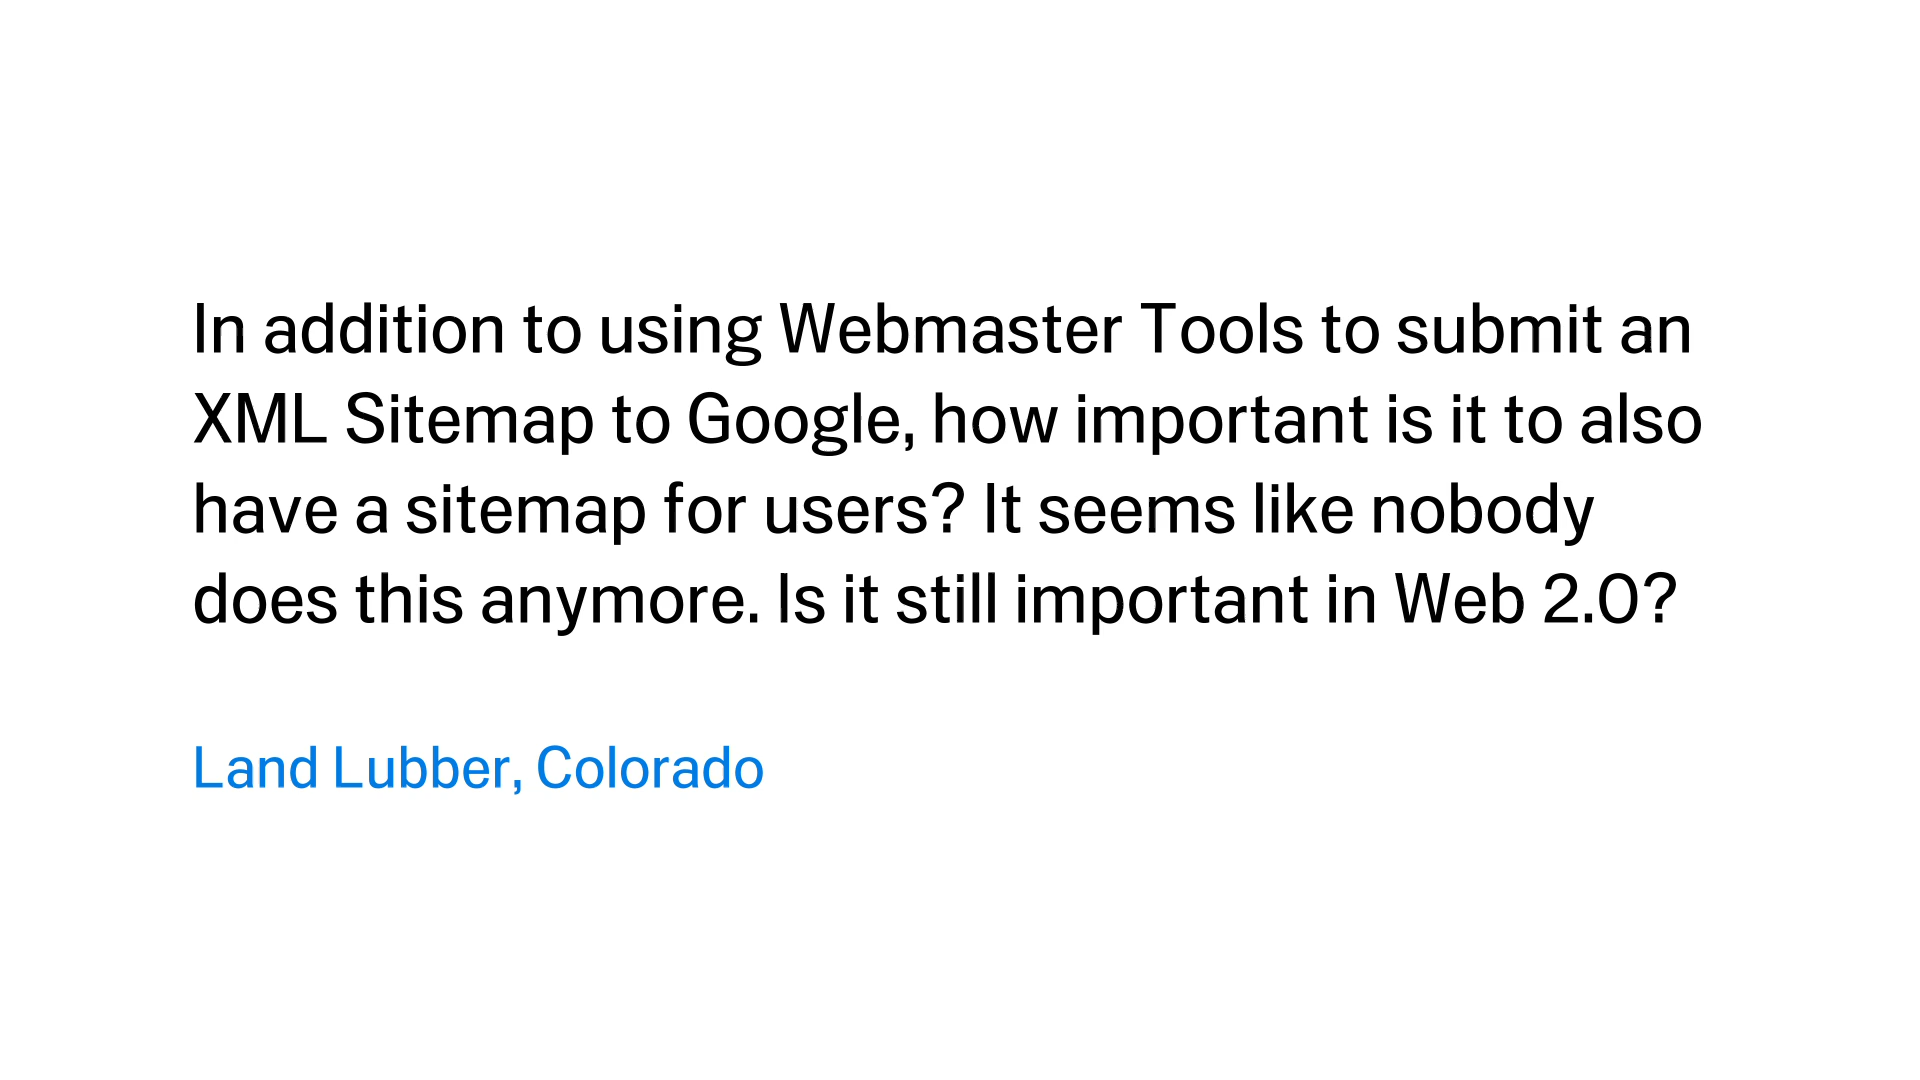 In addition to using Webmaster Tools to submit an
XML Sitemap to Google, how important is it to also
have a sitemap for users? It seems like nobody
does this anymore. Is it still important in Web 2.0?
Land Lubber, Colorado